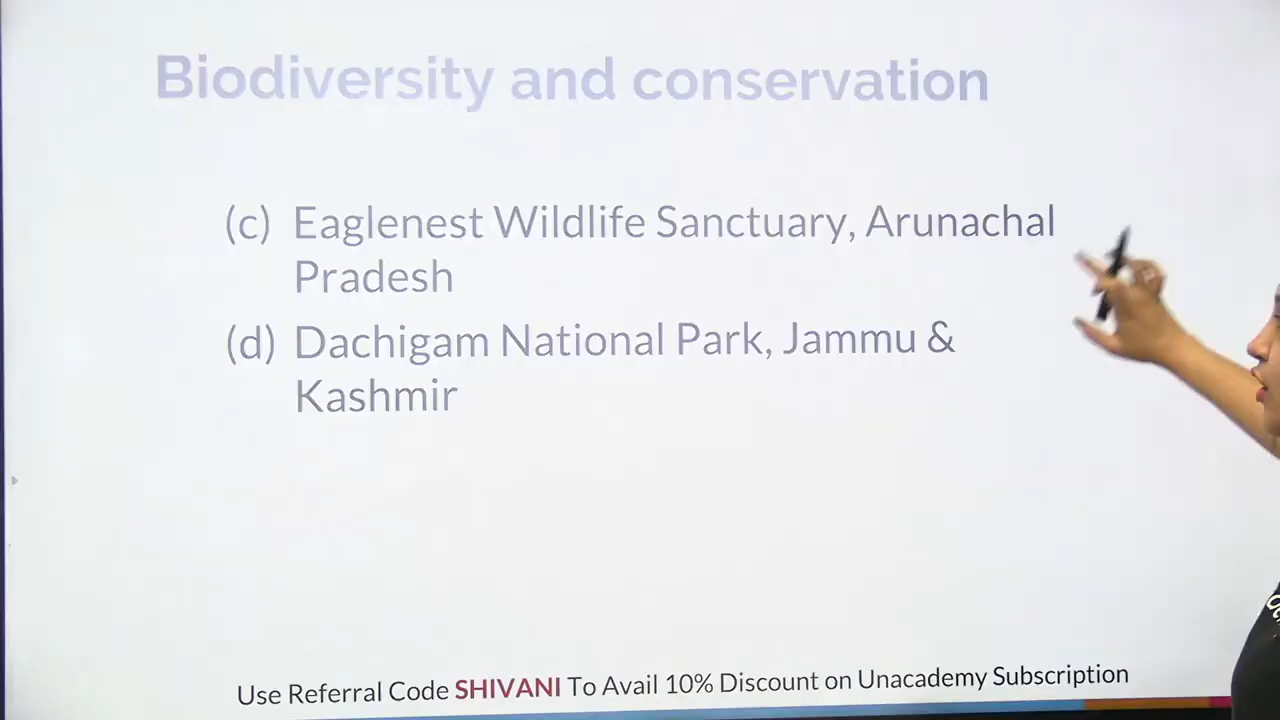 Biodiversity and conservation
(c) Eaglenest Wildlife Sanctuary, Arunachal
Pradesh
(d) Dachigam National Park, Jammu &
Kashmir
Use Referral Code SHIVANI To Avail 10% Discount on Unacademy Subscription